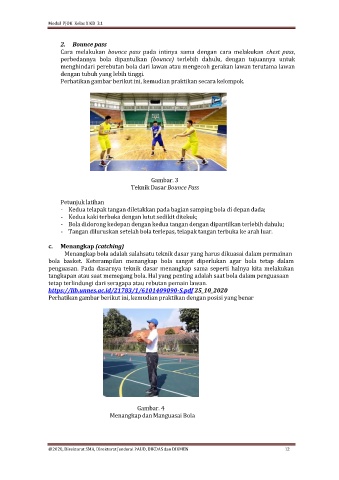 Modul PJOK Kelas X KD 3.1
2. Bounce pass
Cara melakukan bounce pass pada intinya sama dengan cara melakukan chest pass,
perbedaannya bola dipantulkan (bounce) terlebih dahulu, dengan tujuannya untuk
menghindari perebutan bola dari lawan atau mengecoh gerakan lawan terutama lawan
dengan tubuh yang lebih tinggi.
Perhatikan gambar berikut ini, kemudian praktikan secara kelompok.
Gambar. 3
Teknik Dasar Bounce Pass
Petunjuk latihan
- Kedua telapak tangan diletakkan pada bagian samping bola di depan dada;
- Kedua kaki terbuka dengan lutut sedikit ditekuk;
- Bola didorong kedepan dengan kedua tangan dengan dipantulkan terlebih dahulu;
- Tangan diluruskan setelah bola terlepas, telapak tangan terbuka ke arah luar.
c. Menangkap (catching)
Menangkap bola adalah salahsatu teknik dasar yang harus dikuasai dalam permainan
bola basket. Keterampilan menangkap bola sangat diperlukan agar bola tetap dalam
penguasan. Pada dasarnya teknik dasar menangkap sama seperti halnya kita melakukan
tangkapan atau saat memegang bola. Hal yang penting adalah saat bola dalam penguasaan
tetap terlindungi dari seragapa atau rebutan pemain lawan.
https://lib.unnes.ac.id/21783/1/6101409090-S.pdf 25_10_2020
Perhatikan gambar berikut ini, kemudian praktikan dengan posisi yang benar
Gambar. 4
Menangkap dan Manguasai Bola
@2020, Direktorat SMA, Direktorat Jenderal PAUD, DIKDAS dan DIKMEN